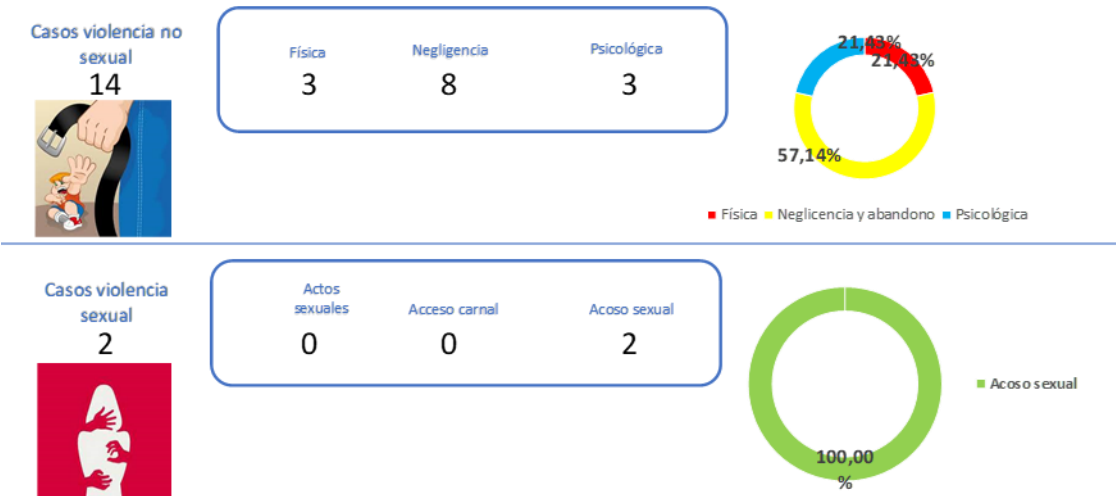 Casos violencia no
sexual
14
Física
Negligencia
Psicológica
3
8
3
21,43%
21,43%
57,14%
Física
Neglicencia y abandono
Psicológica
Casos violencia
sexual
2
Actos
sexuales
Acceso carnal
Acoso sexual
0
0
2
Acoso sexual
100,00
%